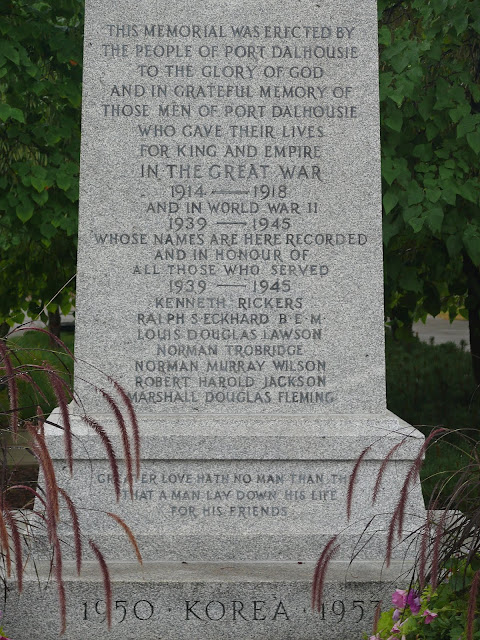 THIS MEMORIAL WAS ERECTED BY
THE PEOPLE OF PORT DALHOUSIE
TO THE GLORY OF GOD
AND IN GRATEFUL MEMORY OF
THOSE MEN OF PORT DALHOUSIE
WHO GAVE THEIR LIVES
FOR KING AND EMPIRE
IN THE GREAT WAR
1914 — 1918
AND IN WORLD WAR II
1939 — 1945
WHOSE NAMES ARE HERE RECORDED
AND IN HONOUR OF
ALL THOSE WHO SERVED
1939 — 1945
KENNETH RICKERS
RALPH S ECKHARD B E M
LOUIS DOUGLAS LAWSON
NORMAN TROBRIDGE
NORMAN MURRAY WILSON
ROBERT HAROLD JACKSON
MARSHALL DOUGLAS FLEMING
GREATER LOVE HATH NO MAN THAN THIS
THAT A MAN LAY DOWN HIS LIFE
FOR HIS FRIENDS
1950 · KOREA · 1953